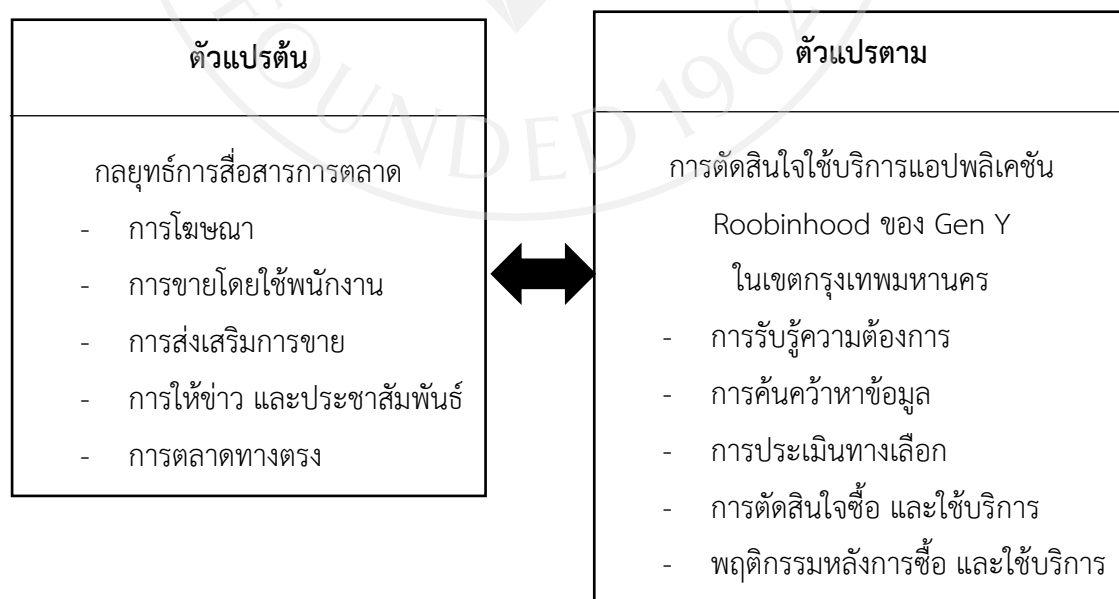 ตัวแปรต้น
กลยุทธ์การสื่อสารการตลาด
- การโฆษณา
- การขายโดยใช้พนักงาน
- การส่งเสริมการขาย
- การให้ข่าว และประชาสัมพันธ์
- การตลาดทางตรง
ตัวแปรตาม
การตัดสินใจใช้บริการแอปพลิเคชัน
Roobinhood ของ Gen Y
ในเขตกรุงเทพมหานคร
- การรับรู้ความต้องการ
- การค้นคว้าหาข้อมูล
- การประเมินทางเลือก
- การตัดสินใจซื้อ และใช้บริการ
- พฤติกรรมหลังการซื้อ และใช้บริการ
FOUNDED 1962